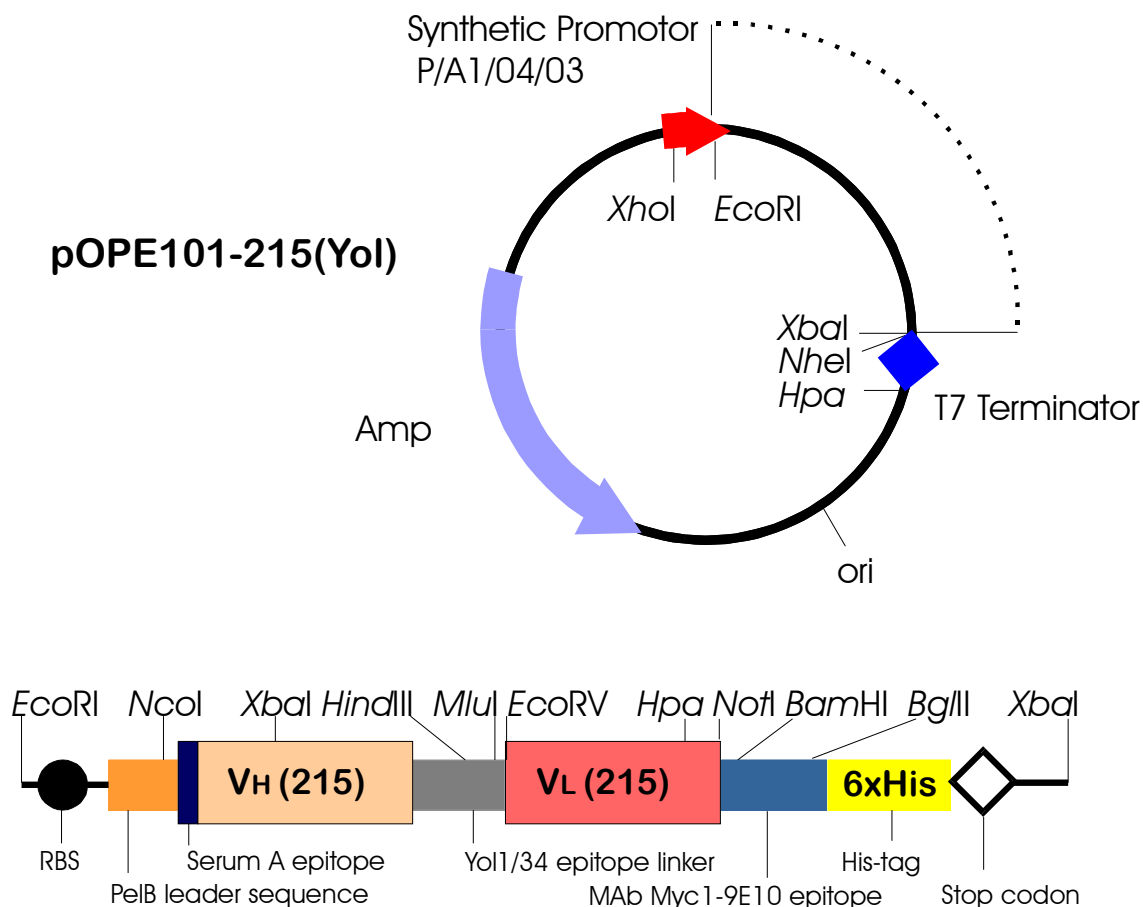 Synthetic Promotor
P/A1/04/03
XhoI EcoRI
pOPE101-215(Yol)
XbaI
NheI
Hpa
T7 Terminator
Amp
ori
EcoRI NcoI XbaI HindIII MluI EcoRV Hpa NotI BamHI BglII XbaI
VH (215) VL (215) 6xHis
RBS Serum A epitope Yol1/34 epitope linker His-tag
PelB leader sequence MAb Myc1-9E10 epitope Stop codon